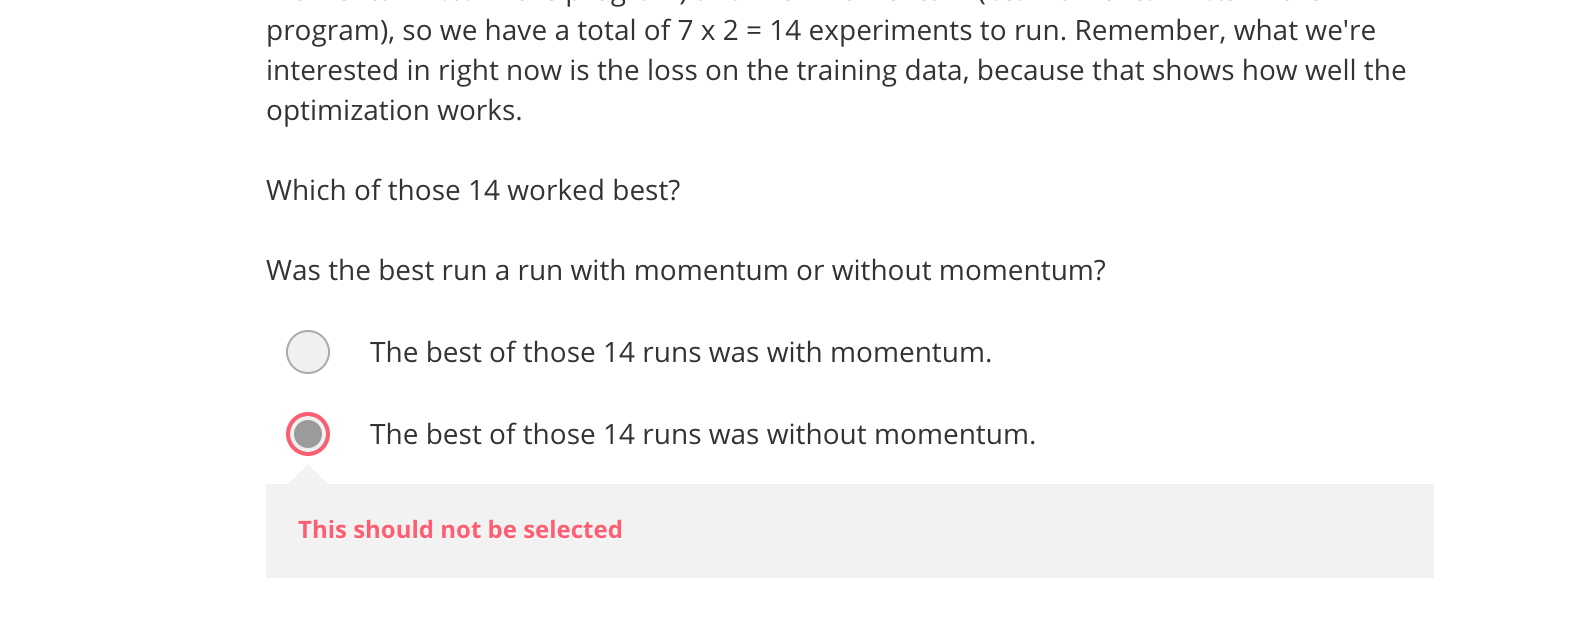 program), so we have a total of 7 x 2 = 14 experiments to run. Remember, what we're
interested in right now is the loss on the training data, because that shows how well the
optimization works.
Which of those 14 worked best?
Was the best run a run with momentum or without momentum?
The best of those 14 runs was with momentum.
The best of those 14 runs was without momentum.
This should not be selected